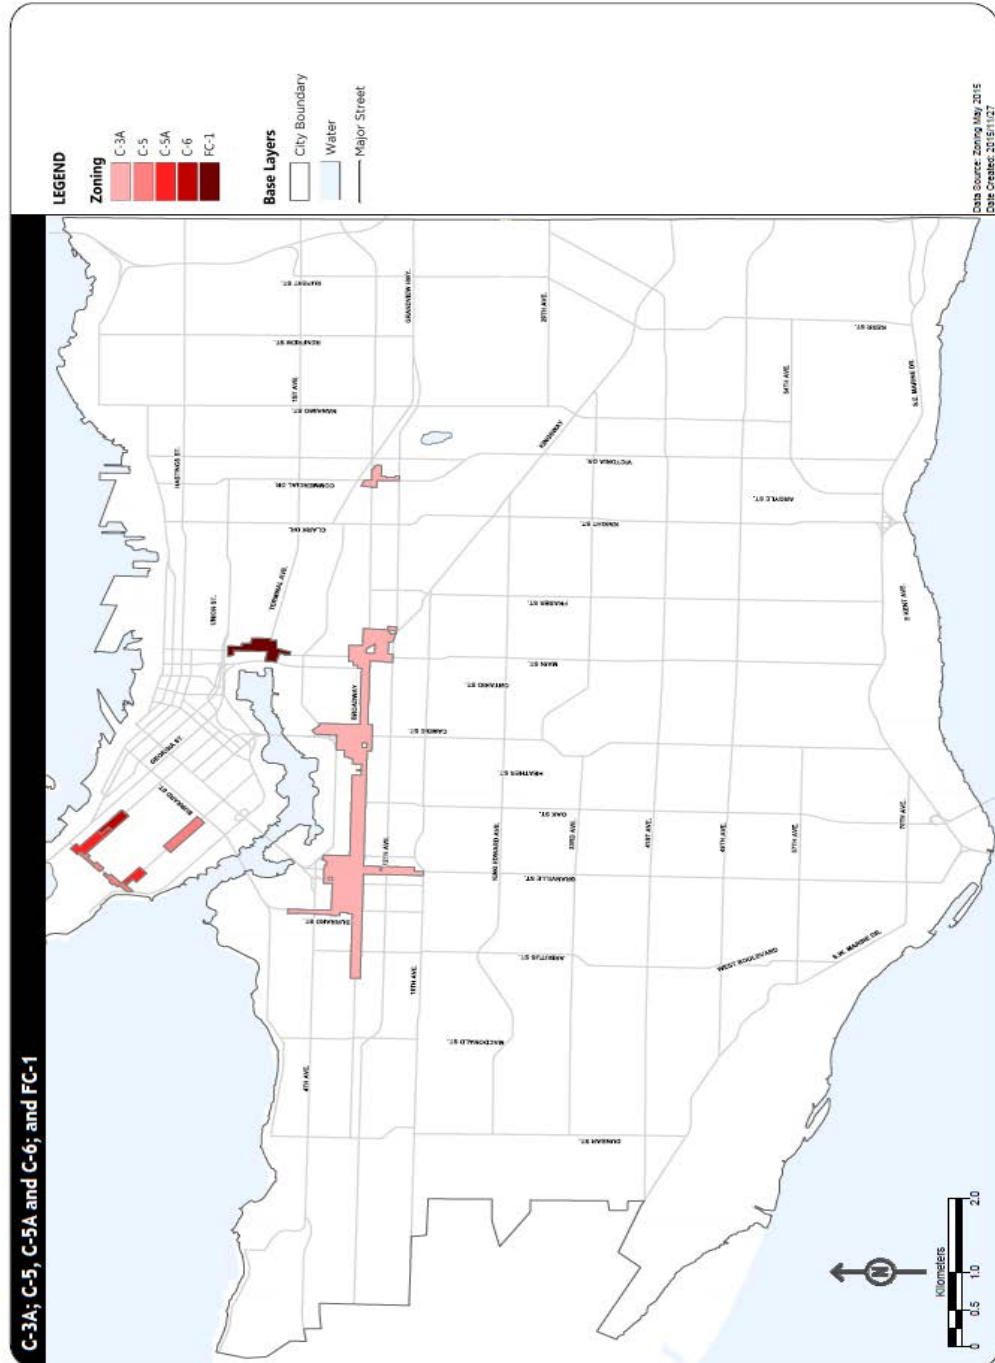 C-3A; C-5, C-5A and C-6; and FC-1
LEGEND
Zoning
C-3A
C-5
C-5A
C-6
FC-1
Base Layers
City Boundary
Water
Major Street
Data Source: Zoning May 2015
Date Created: 2015/11/27
HASTINGS ST.
UNION ST.
GEORGIA ST.
BURRARD ST.
TERMINAL AVE.
1ST AVE.
RUPERT ST.
RENFREW ST.
NANAIMO ST.
COMMERCIAL DR.
CLARK DR.
4TH AVE.
BURRARD ST.
BROADWAY
12TH AVE.
GRANDVIEW HWY.
16TH AVE.
MACDONALD ST.
CAMBIE ST.
ONTARIO ST.
MAIN ST.
FRASER ST.
KING EDWARD AVE.
HEATHER ST.
OAK ST.
GRANVILLE ST.
ARBUTUS ST.
29TH AVE.
KINGSWAY
VICTORIA DR.
KNIGHT ST.
33RD AVE.
DUNBAR ST.
41ST AVE.
49TH AVE.
WEST BOULEVARD
ARGYLE ST.
54TH AVE.
57TH AVE.
S.W. MARINE DR.
KERR ST.
S.E. MARINE DR.
E KENT AVE.
70TH AVE.
N
Kilometers
0
0.5
1.0
2.0